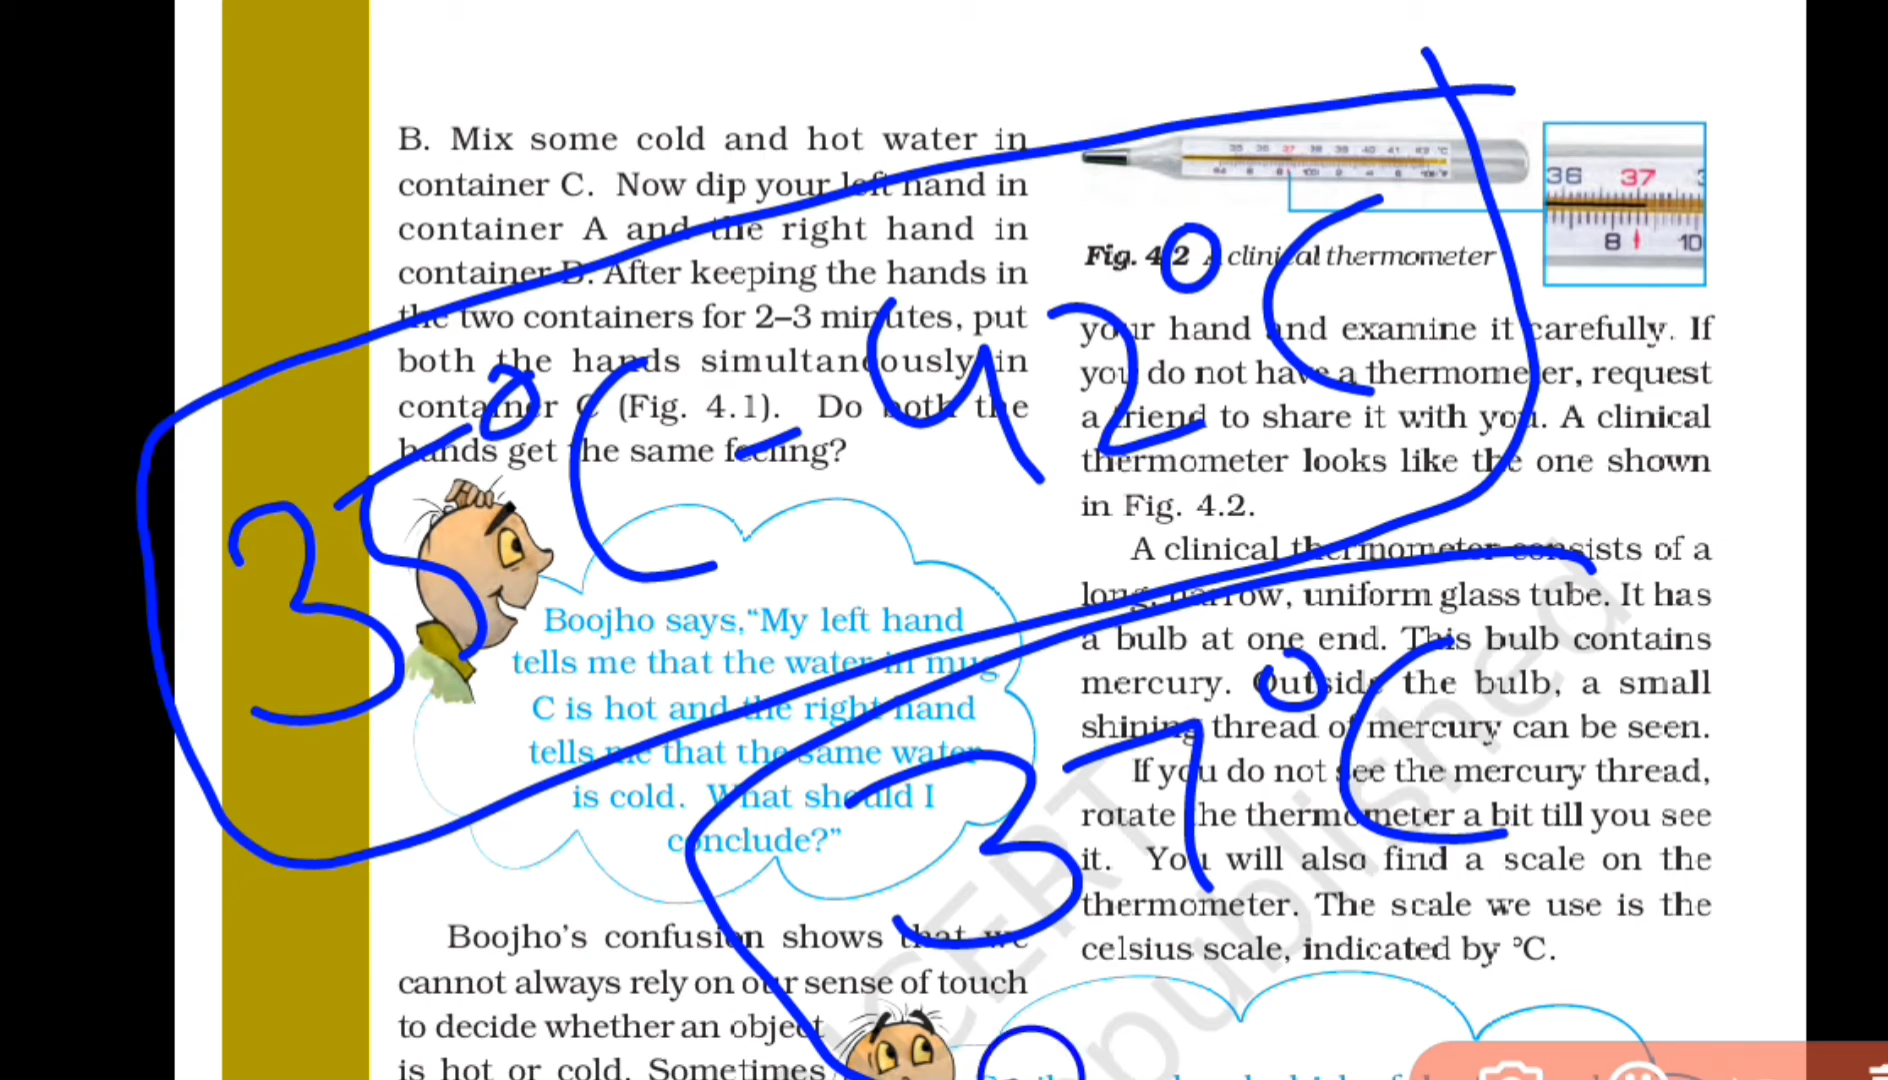 B. Mix some cold and hot water in
container C. Now dip your left hand in
container A and the right hand in
container B. After keeping the hands in
the two containers for 2–3 minutes, put
both the hands simultaneously in
container C (Fig. 4.1). Do both the
hands get the same feeling?
Boojho says,“My left hand
tells me that the water in mug
C is hot and the right hand
tells me that the same water
is cold. What should I
conclude?”
Boojho’s confusion shows that we
cannot always rely on our sense of touch
to decide whether an object
is hot or cold. Sometimes
35 36 37 38 39 40 41 42 °C
36 37
8 10
Fig. 4.2 A clinical thermometer
your hand and examine it carefully. If
you do not have a thermometer, request
a friend to share it with you. A clinical
thermometer looks like the one shown
in Fig. 4.2.
A clinical thermometer consists of a
long, narrow, uniform glass tube. It has
a bulb at one end. This bulb contains
mercury. Outside the bulb, a small
shining thread of mercury can be seen.
If you do not see the mercury thread,
rotate the thermometer a bit till you see
it. You will also find a scale on the
thermometer. The scale we use is the
celsius scale, indicated by °C.
35°C - 42°C
37°C
published